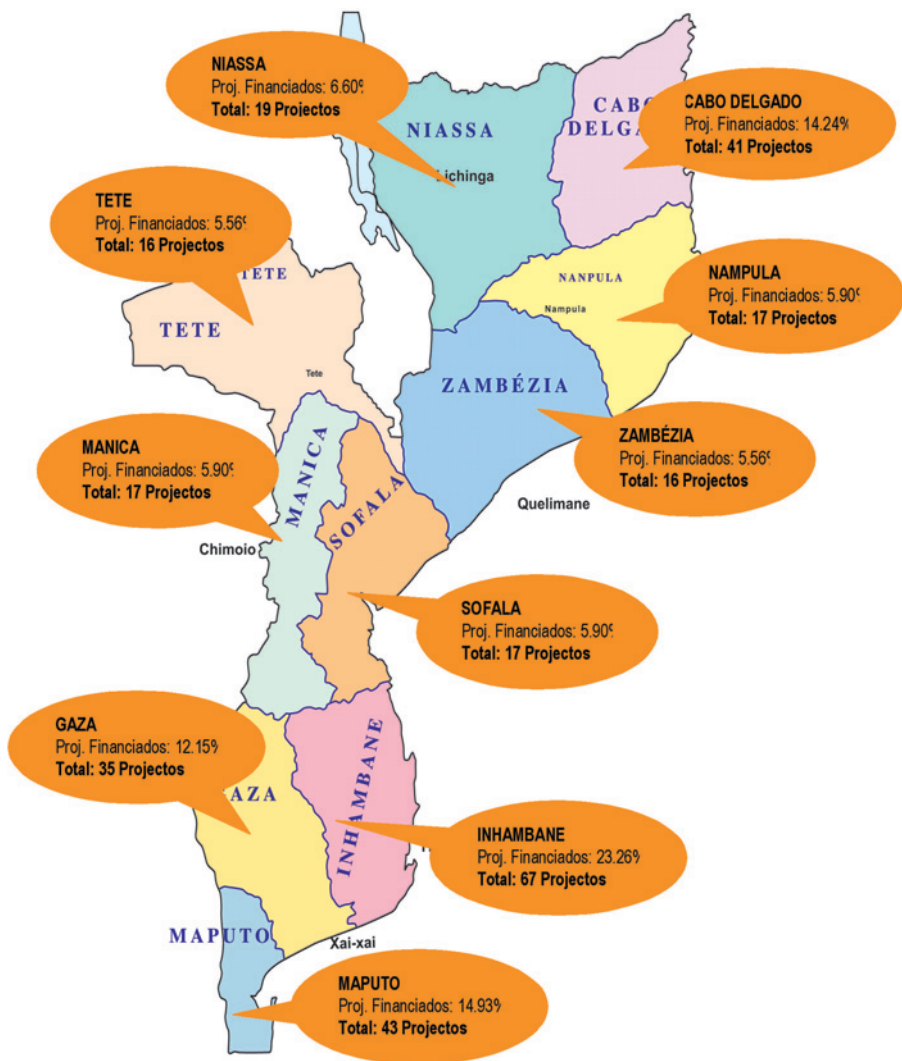 NIASSA
Proj. Financiados: 6.60%
Total: 19 Projectos
NIASSA
Lichinga
CABO
DELGA
CABO DELGADO
Proj. Financiados: 14.24%
Total: 41 Projectos
TETE
Proj. Financiados: 5.56%
Total: 16 Projectos
TETE
TETE
Tete
NANPULA
Nampula
NAMPULA
Proj. Financiados: 5.90%
Total: 17 Projectos
ZAMBÉZIA
ZAMBÉZIA
Proj. Financiados: 5.56%
Total: 16 Projectos
Quelimane
MANICA
Proj. Financiados: 5.90%
Total: 17 Projectos
MANICA
SOFALA
Chimoio
SOFALA
Proj. Financiados: 5.90%
Total: 17 Projectos
GAZA
Proj. Financiados: 12.15%
Total: 35 Projectos
AZA
INHAMBANE
INHAMBANE
Proj. Financiados: 23.26%
Total: 67 Projectos
MAPUTO
Xai-xai
MAPUTO
Proj. Financiados: 14.93%
Total: 43 Projectos